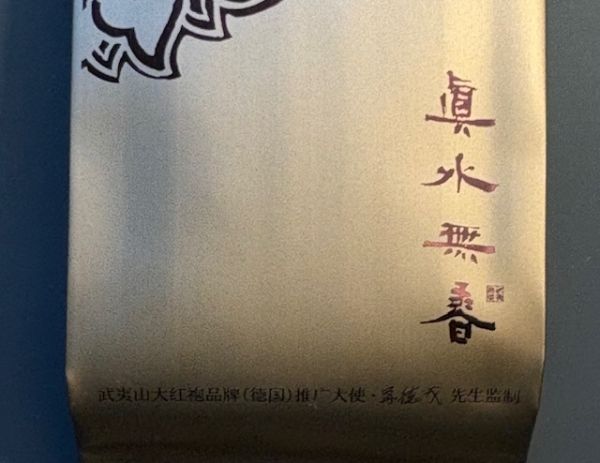 眞水無香
武夷山大红袍品牌(德国)推广大使· 先生监制